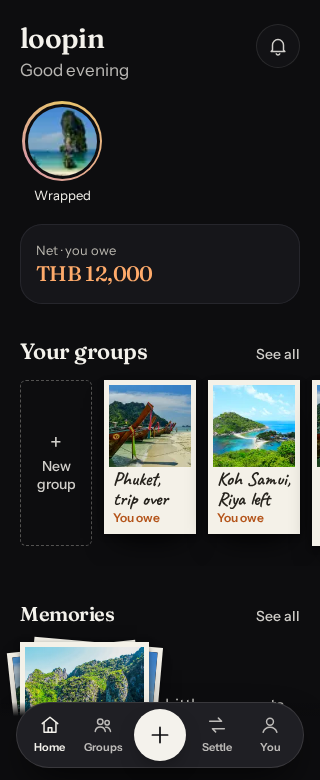 loopin
Good evening
Wrapped
Net · you owe
THB 12,000
Your groups
See all
+
New
group
Phuket,
trip over
You owe
Koh Samui,
Riya left
You owe
Memories
See all
Home
Groups
Settle
You